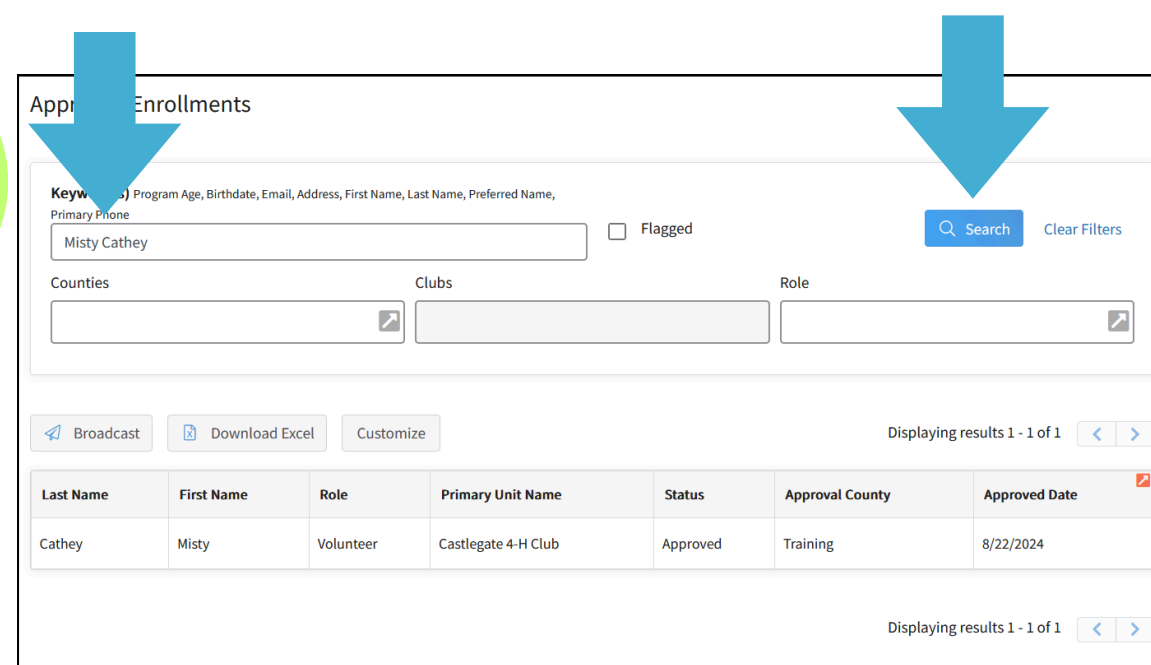 App Enrollments
Keyw s) Program Age, Birthdate, Email, Address, First Name, Last Name, Preferred Name,
Primary Phone
Misty Cathey
Flagged
Search
Clear Filters
Counties
Clubs
Role
Broadcast
Download Excel
Customize
Displaying results 1 - 1 of 1
Last Name First Name Role Primary Unit Name Status Approval County Approved Date
Cathey Misty Volunteer Castlegate 4-H Club Approved Training 8/22/2024
Displaying results 1 - 1 of 1